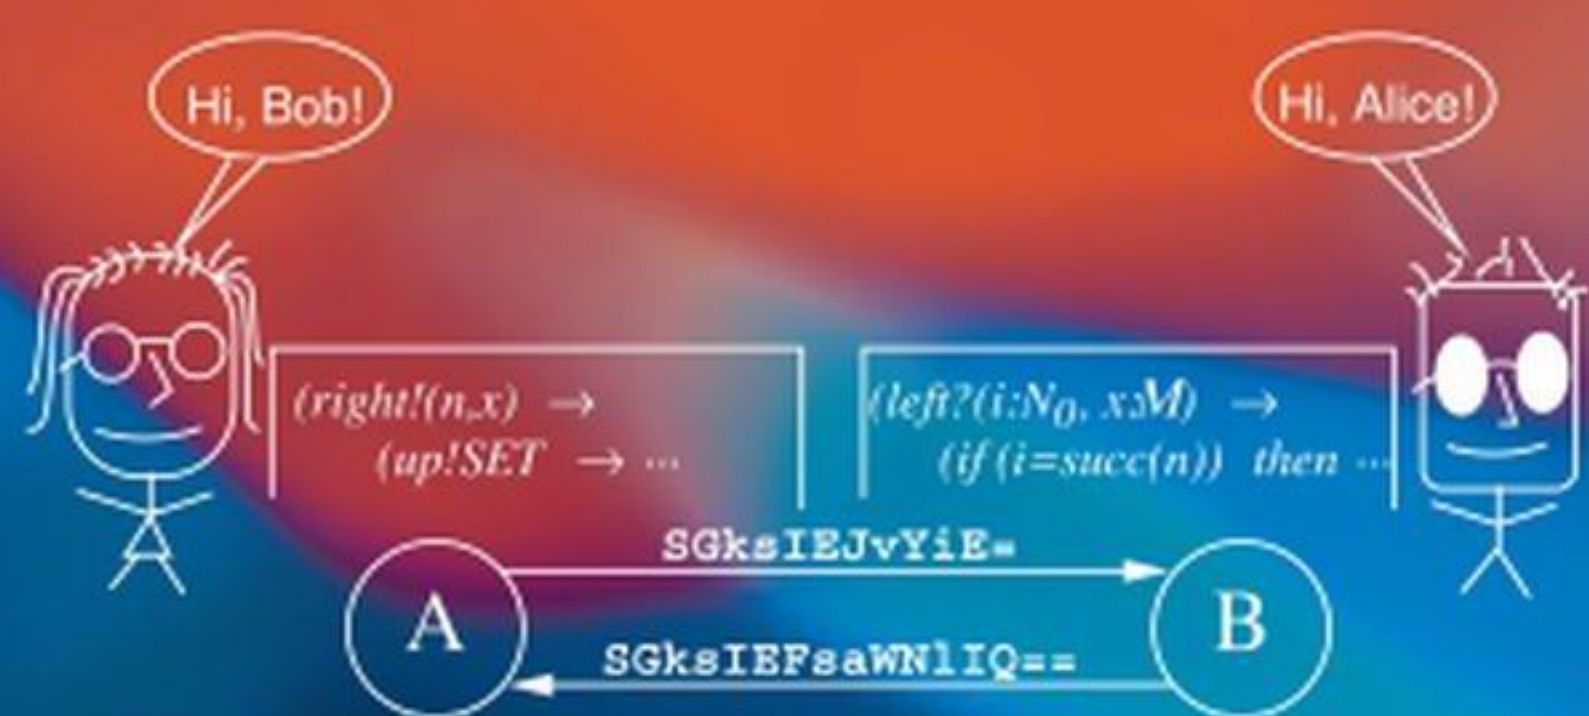 Hi, Bob!
Hi, Alice!
(right!(n,x) →
(up!SET → ...
(left?(i:N₀, x:M) →
(if (i=succ(n)) then ...
SGksIEJvYiE=
A
B
SGksIEFsaWNlIQ==